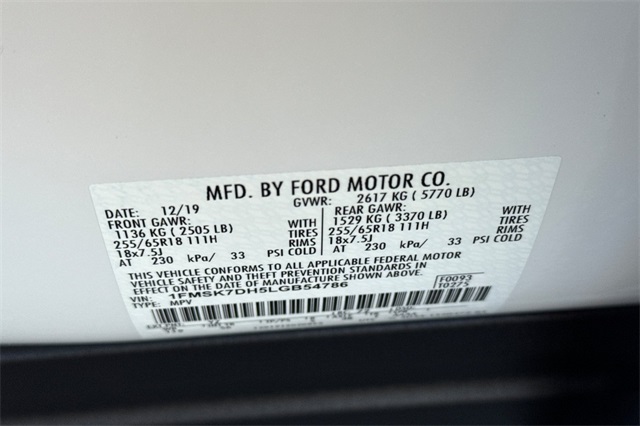 MFD. BY FORD MOTOR CO.
DATE: 12/19 GVWR: 2617 KG ( 5770 LB)
FRONT GAWR: REAR GAWR:
1136 KG ( 2505 LB) WITH 1529 KG ( 3370 LB) WITH
255/65R18 111H TIRES 255/65R18 111H TIRES
18x7.5J RIMS 18x7.5J RIMS
AT 230 kPa/ 33 PSI COLD AT 230 kPa/ 33 PSI COLD
THIS VEHICLE CONFORMS TO ALL APPLICABLE FEDERAL MOTOR
VEHICLE SAFETY AND THEFT PREVENTION STANDARDS IN
EFFECT ON THE DATE OF MANUFACTURE SHOWN ABOVE.
VIN: 1FMSK7DH5LGB54786 F0093
TYPE: MPV T0275